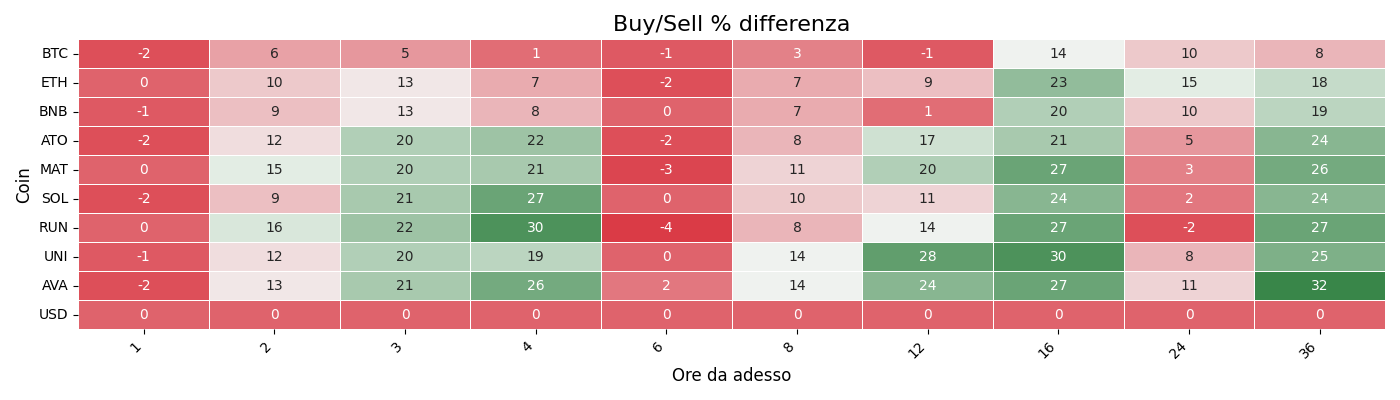 Buy/Sell % differenza
Coin
BTC -2 6 5 1 -1 3 -1 14 10 8
ETH 0 10 13 7 -2 7 9 23 15 18
BNB -1 9 13 8 0 7 1 20 10 19
ATO -2 12 20 22 -2 8 17 21 5 24
MAT 0 15 20 21 -3 11 20 27 3 26
SOL -2 9 21 27 0 10 11 24 2 24
RUN 0 16 22 30 -4 8 14 27 -2 27
UNI -1 12 20 19 0 14 28 30 8 25
AVA -2 13 21 26 2 14 24 27 11 32
USD 0 0 0 0 0 0 0 0 0 0
1 2 3 4 6 8 12 16 24 36
Ore da adesso